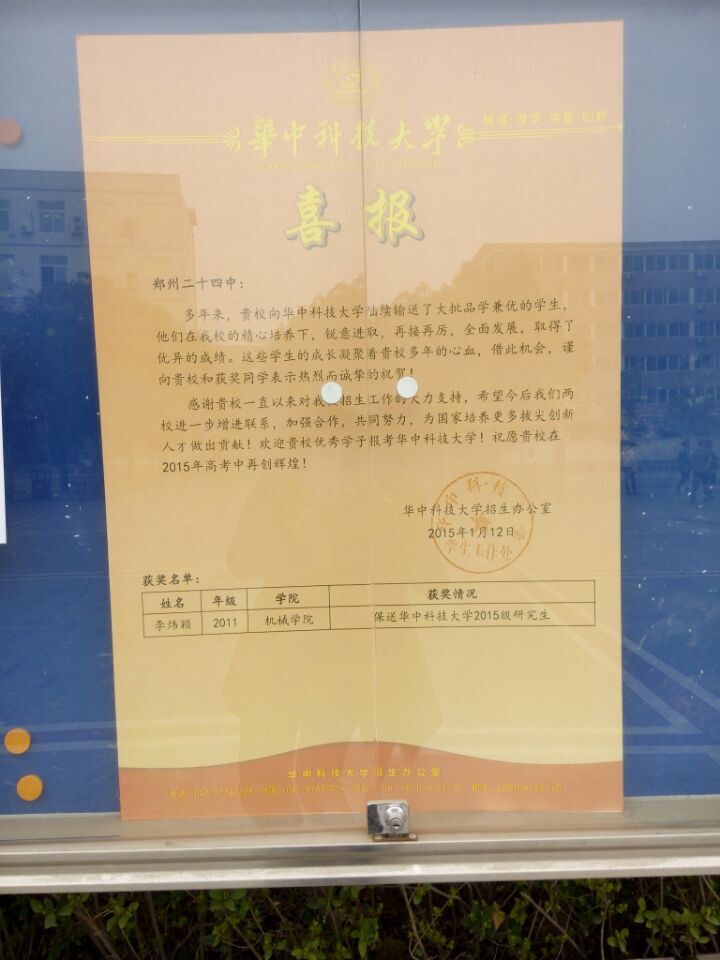 华中科技大学
明德 厚学 求是 创新
喜报
郑州二十四中：
多年来，贵校向华中科技大学陆续输送了大批品学兼优的学生，
他们在我校的精心培养下，锐意进取，再接再厉，全面发展，取得了
优异的成绩。这些学生的成长凝聚着贵校多年的心血，借此机会，谨
向贵校和获奖同学表示热烈而诚挚的祝贺！
感谢贵校一直以来对我校招生工作的大力支持，希望今后我们两
校进一步增进联系，加强合作，共同努力，为国家培养更多拔尖创新
人才做出贡献！欢迎贵校优秀学子报考华中科技大学！祝愿贵校在
2015年高考中再创辉煌！
华中科技大学招生办公室
2015年1月12日
华中科技大学
学生工作处
获奖名单：
姓名 年级 学院 获奖情况
李炜颖 2011 机械学院 保送华中科技大学2015级研究生
华中科技大学招生办公室